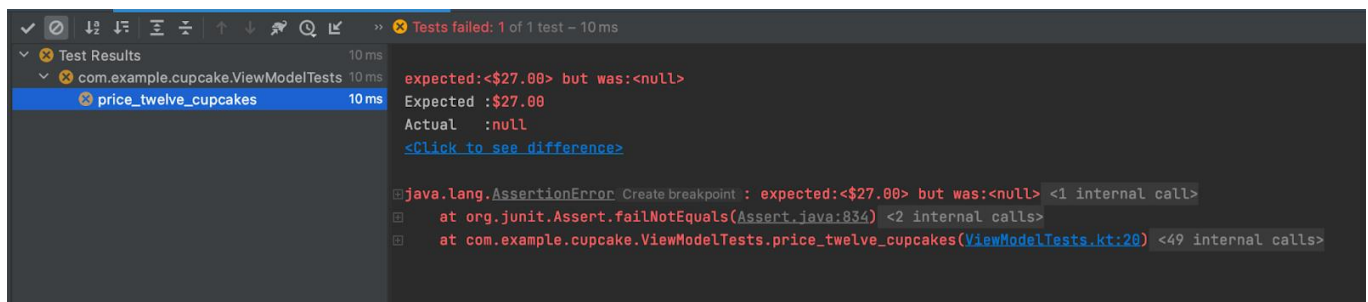 Tests failed: 1 of 1 test – 10 ms
Test Results 10 ms
com.example.cupcake.ViewModelTests 10 ms
price_twelve_cupcakes 10 ms
expected:<$27.00> but was:<null>
Expected :$27.00
Actual   :null
<Click to see difference>
java.lang.AssertionError Create breakpoint : expected:<$27.00> but was:<null> <1 internal call>
at org.junit.Assert.failNotEquals(Assert.java:834) <2 internal calls>
at com.example.cupcake.ViewModelTests.price_twelve_cupcakes(ViewModelTests.kt:20) <49 internal calls>